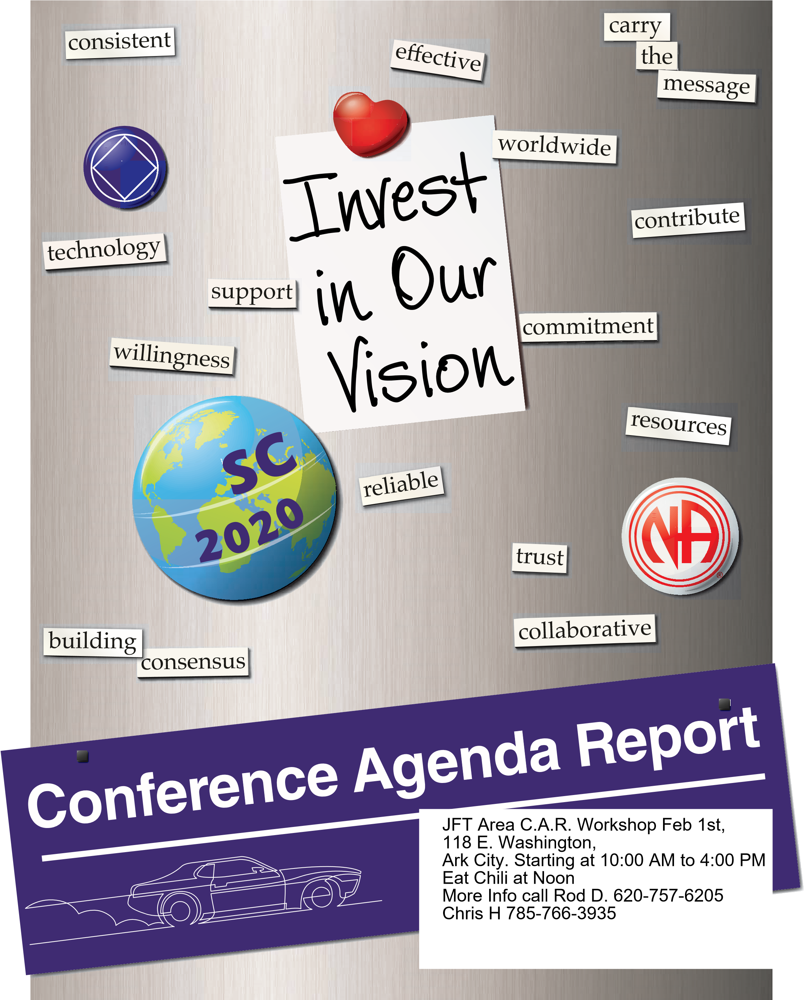 consistent
effective
carry
the
message
worldwide
Invest
in Our
Vision
®
contribute
technology
support
commitment
willingness
resources
SC
2020
reliable
NA
®
trust
collaborative
building
consensus
Conference Agenda Report
JFT Area C.A.R. Workshop Feb 1st,
118 E. Washington,
Ark City. Starting at 10:00 AM to 4:00 PM
Eat Chili at Noon
More Info call Rod D. 620-757-6205
Chris H 785-766-3935